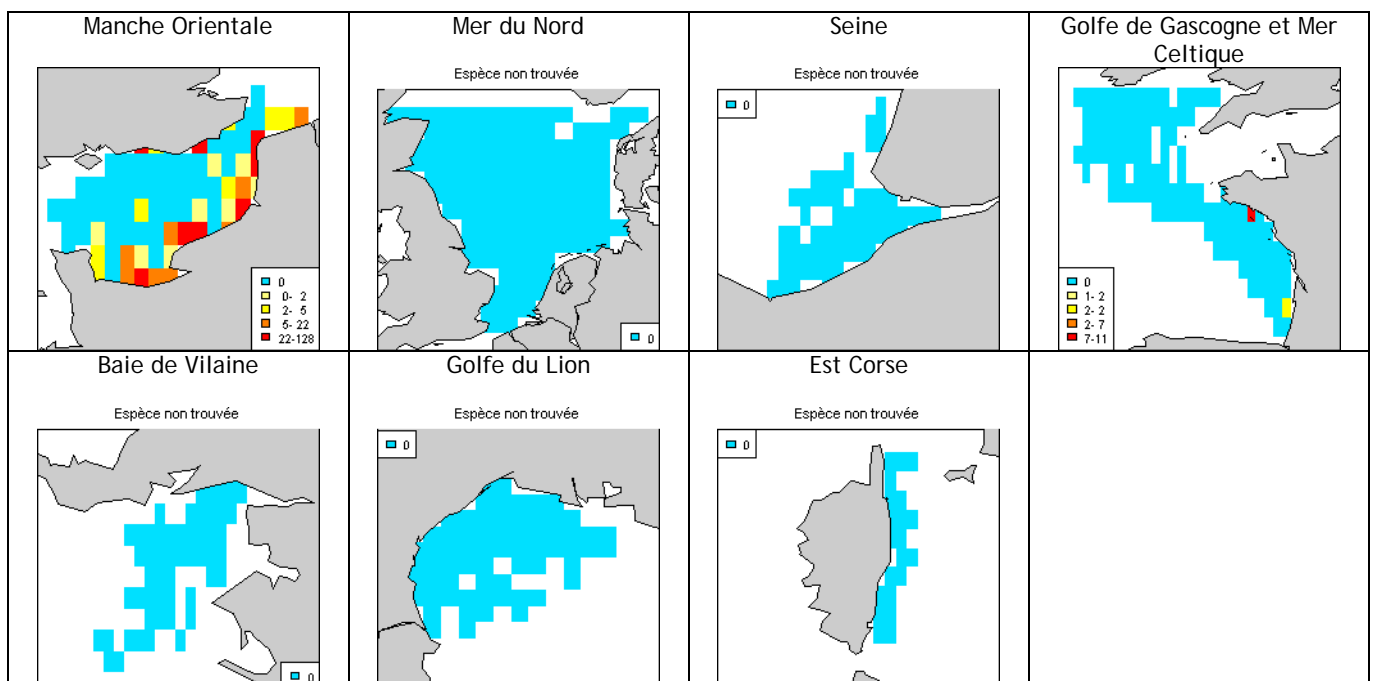 Manche Orientale
Mer du Nord
Seine
Golfe de Gascogne et Mer
Celtique
Espèce non trouvée
Espèce non trouvée
0
0- 2
2- 5
5- 22
22-128
0
0
0
1- 2
2- 2
2- 7
7-11
Baie de Vilaine
Golfe du Lion
Est Corse
Espèce non trouvée
Espèce non trouvée
Espèce non trouvée
0
0
0